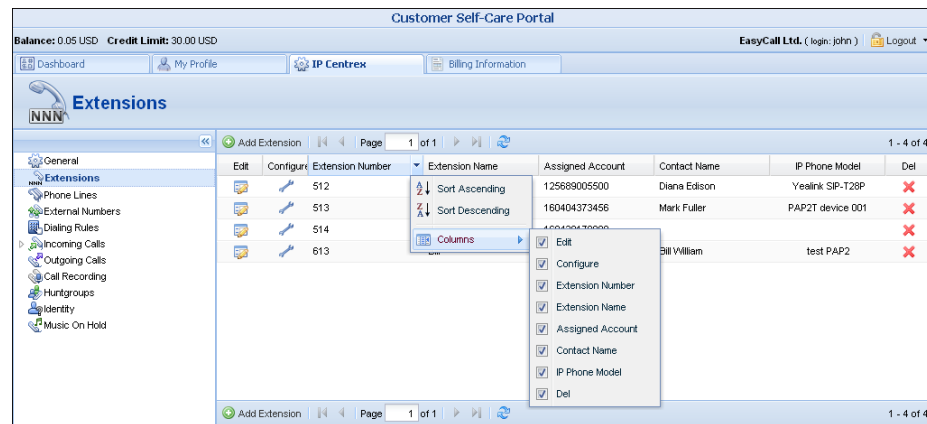 Customer Self-Care Portal
Balance: 0.05 USD Credit Limit: 30.00 USD EasyCall Ltd. ( login: john ) Logout
Dashboard My Profile IP Centrex Billing Information
NNN Extensions
Add Extension Page 1 of 1 1 - 4 of 4
Edit Configure Extension Number Extension Name Assigned Account Contact Name IP Phone Model Del
General
Extensions
Phone Lines
External Numbers
Dialing Rules
Incoming Calls
Outgoing Calls
Call Recording
Huntgroups
Identity
Music On Hold
512 125689005500 Diana Edison Yealink SIP-T28P
513 160404373456 Mark Fuller PAP2T device 001
514
613 Bill William test PAP2
Sort Ascending
Sort Descending
Columns
Edit
Configure
Extension Number
Extension Name
Assigned Account
Contact Name
IP Phone Model
Del
Add Extension Page 1 of 1 1 - 4 of 4